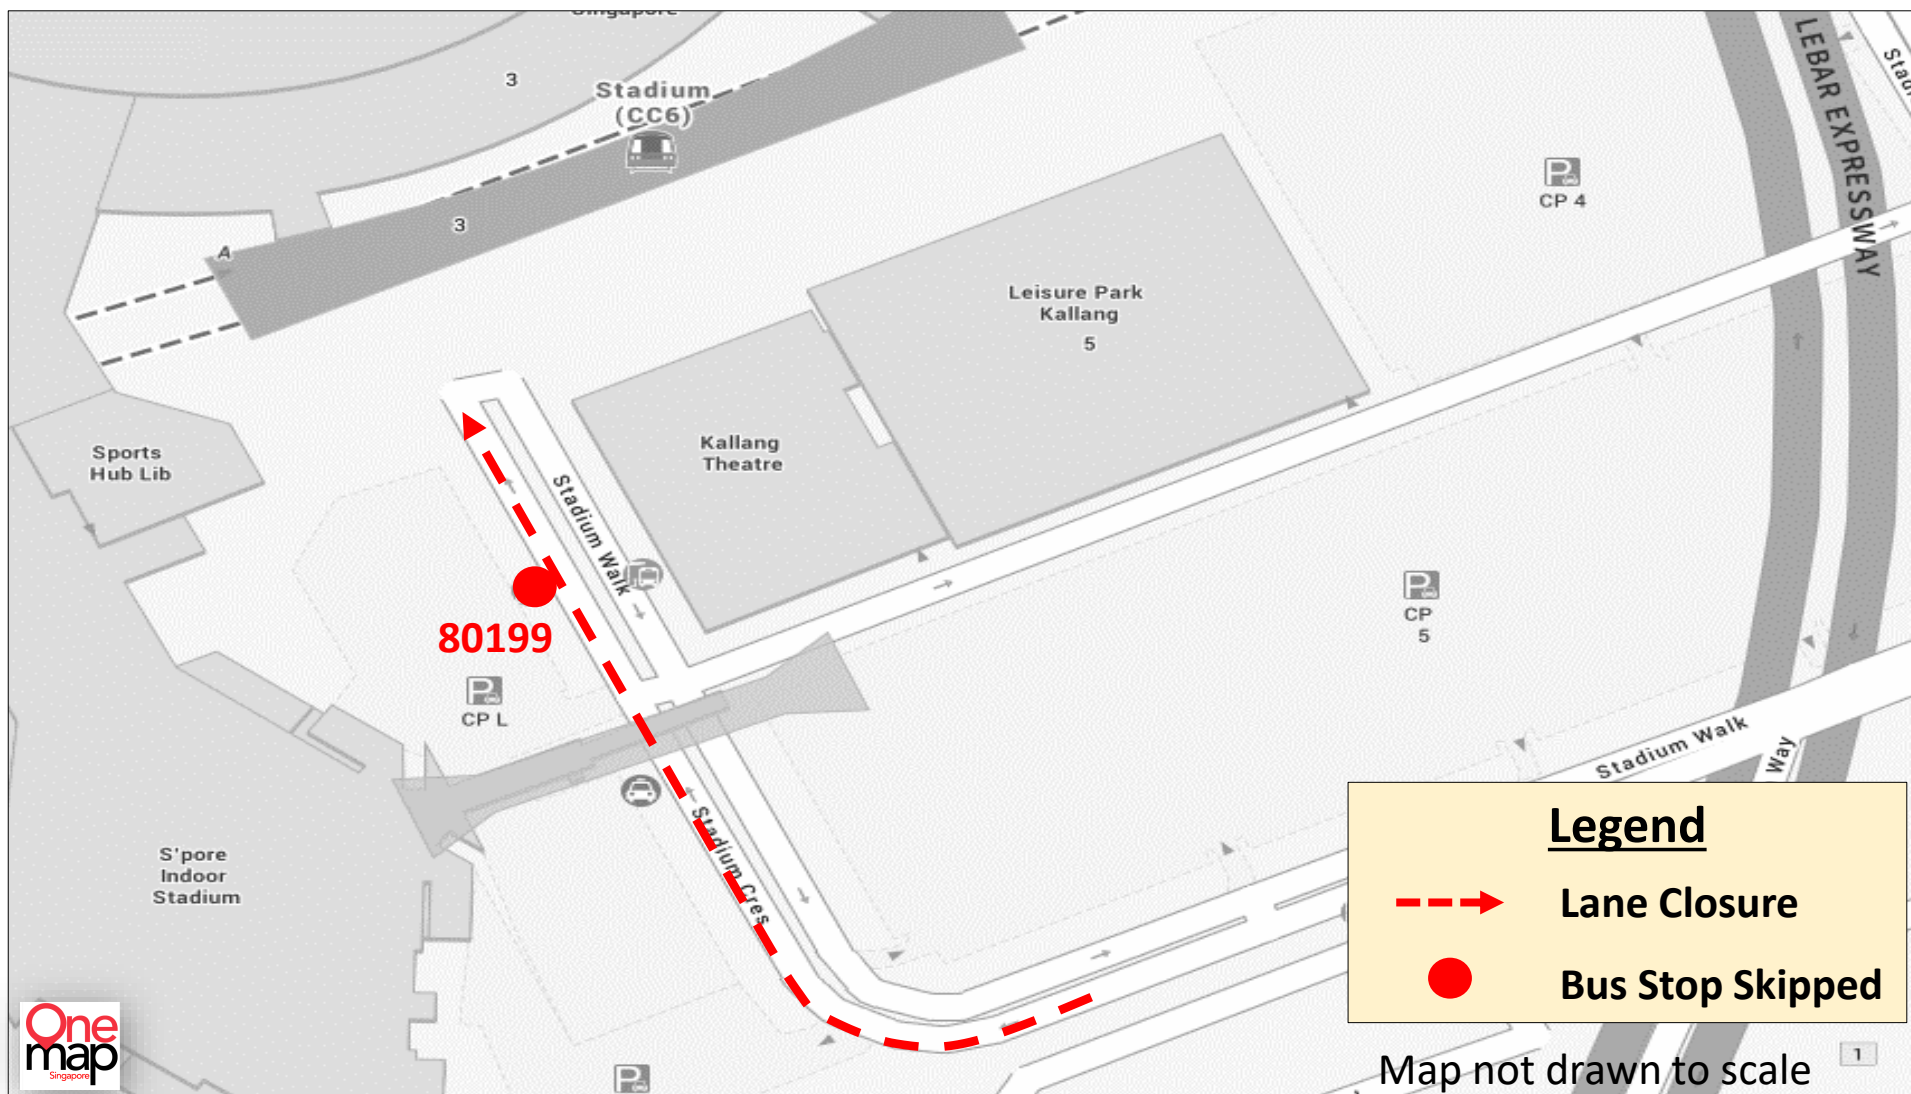 Singapore
3
Stadium
(CC6)
3
A
LEBAR EXPRESSWAY
CP 4
Leisure Park
Kallang
5
Kallang
Theatre
Sports
Hub Lib
Stadium Walk
80199
CP L
CP
5
Stadium Walk
Way
Stadium Cres
S'pore
Indoor
Stadium
Legend
Lane Closure
Bus Stop Skipped
One
map
Singapore
Map not drawn to scale
1